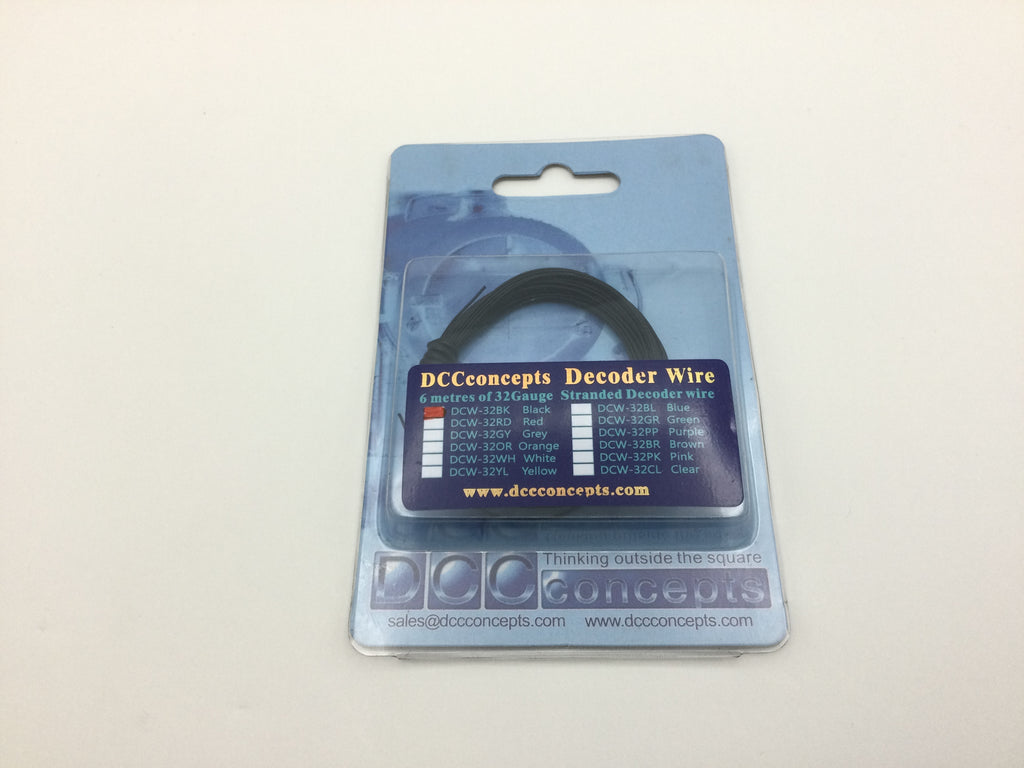 DCCconcepts Decoder Wire
6 metres of 32Gauge Stranded Decoder wire
DCW-32BK Black DCW-32BL Blue
DCW-32RD Red DCW-32GR Green
DCW-32GY Grey DCW-32PP Purple
DCW-32OR Orange DCW-32BR Brown
DCW-32WH White DCW-32PK Pink
DCW-32YL Yellow DCW-32CL Clear
www.dccconcepts.com
Thinking outside the square
DCC concepts
sales@dccconcepts.com www.dccconcepts.com